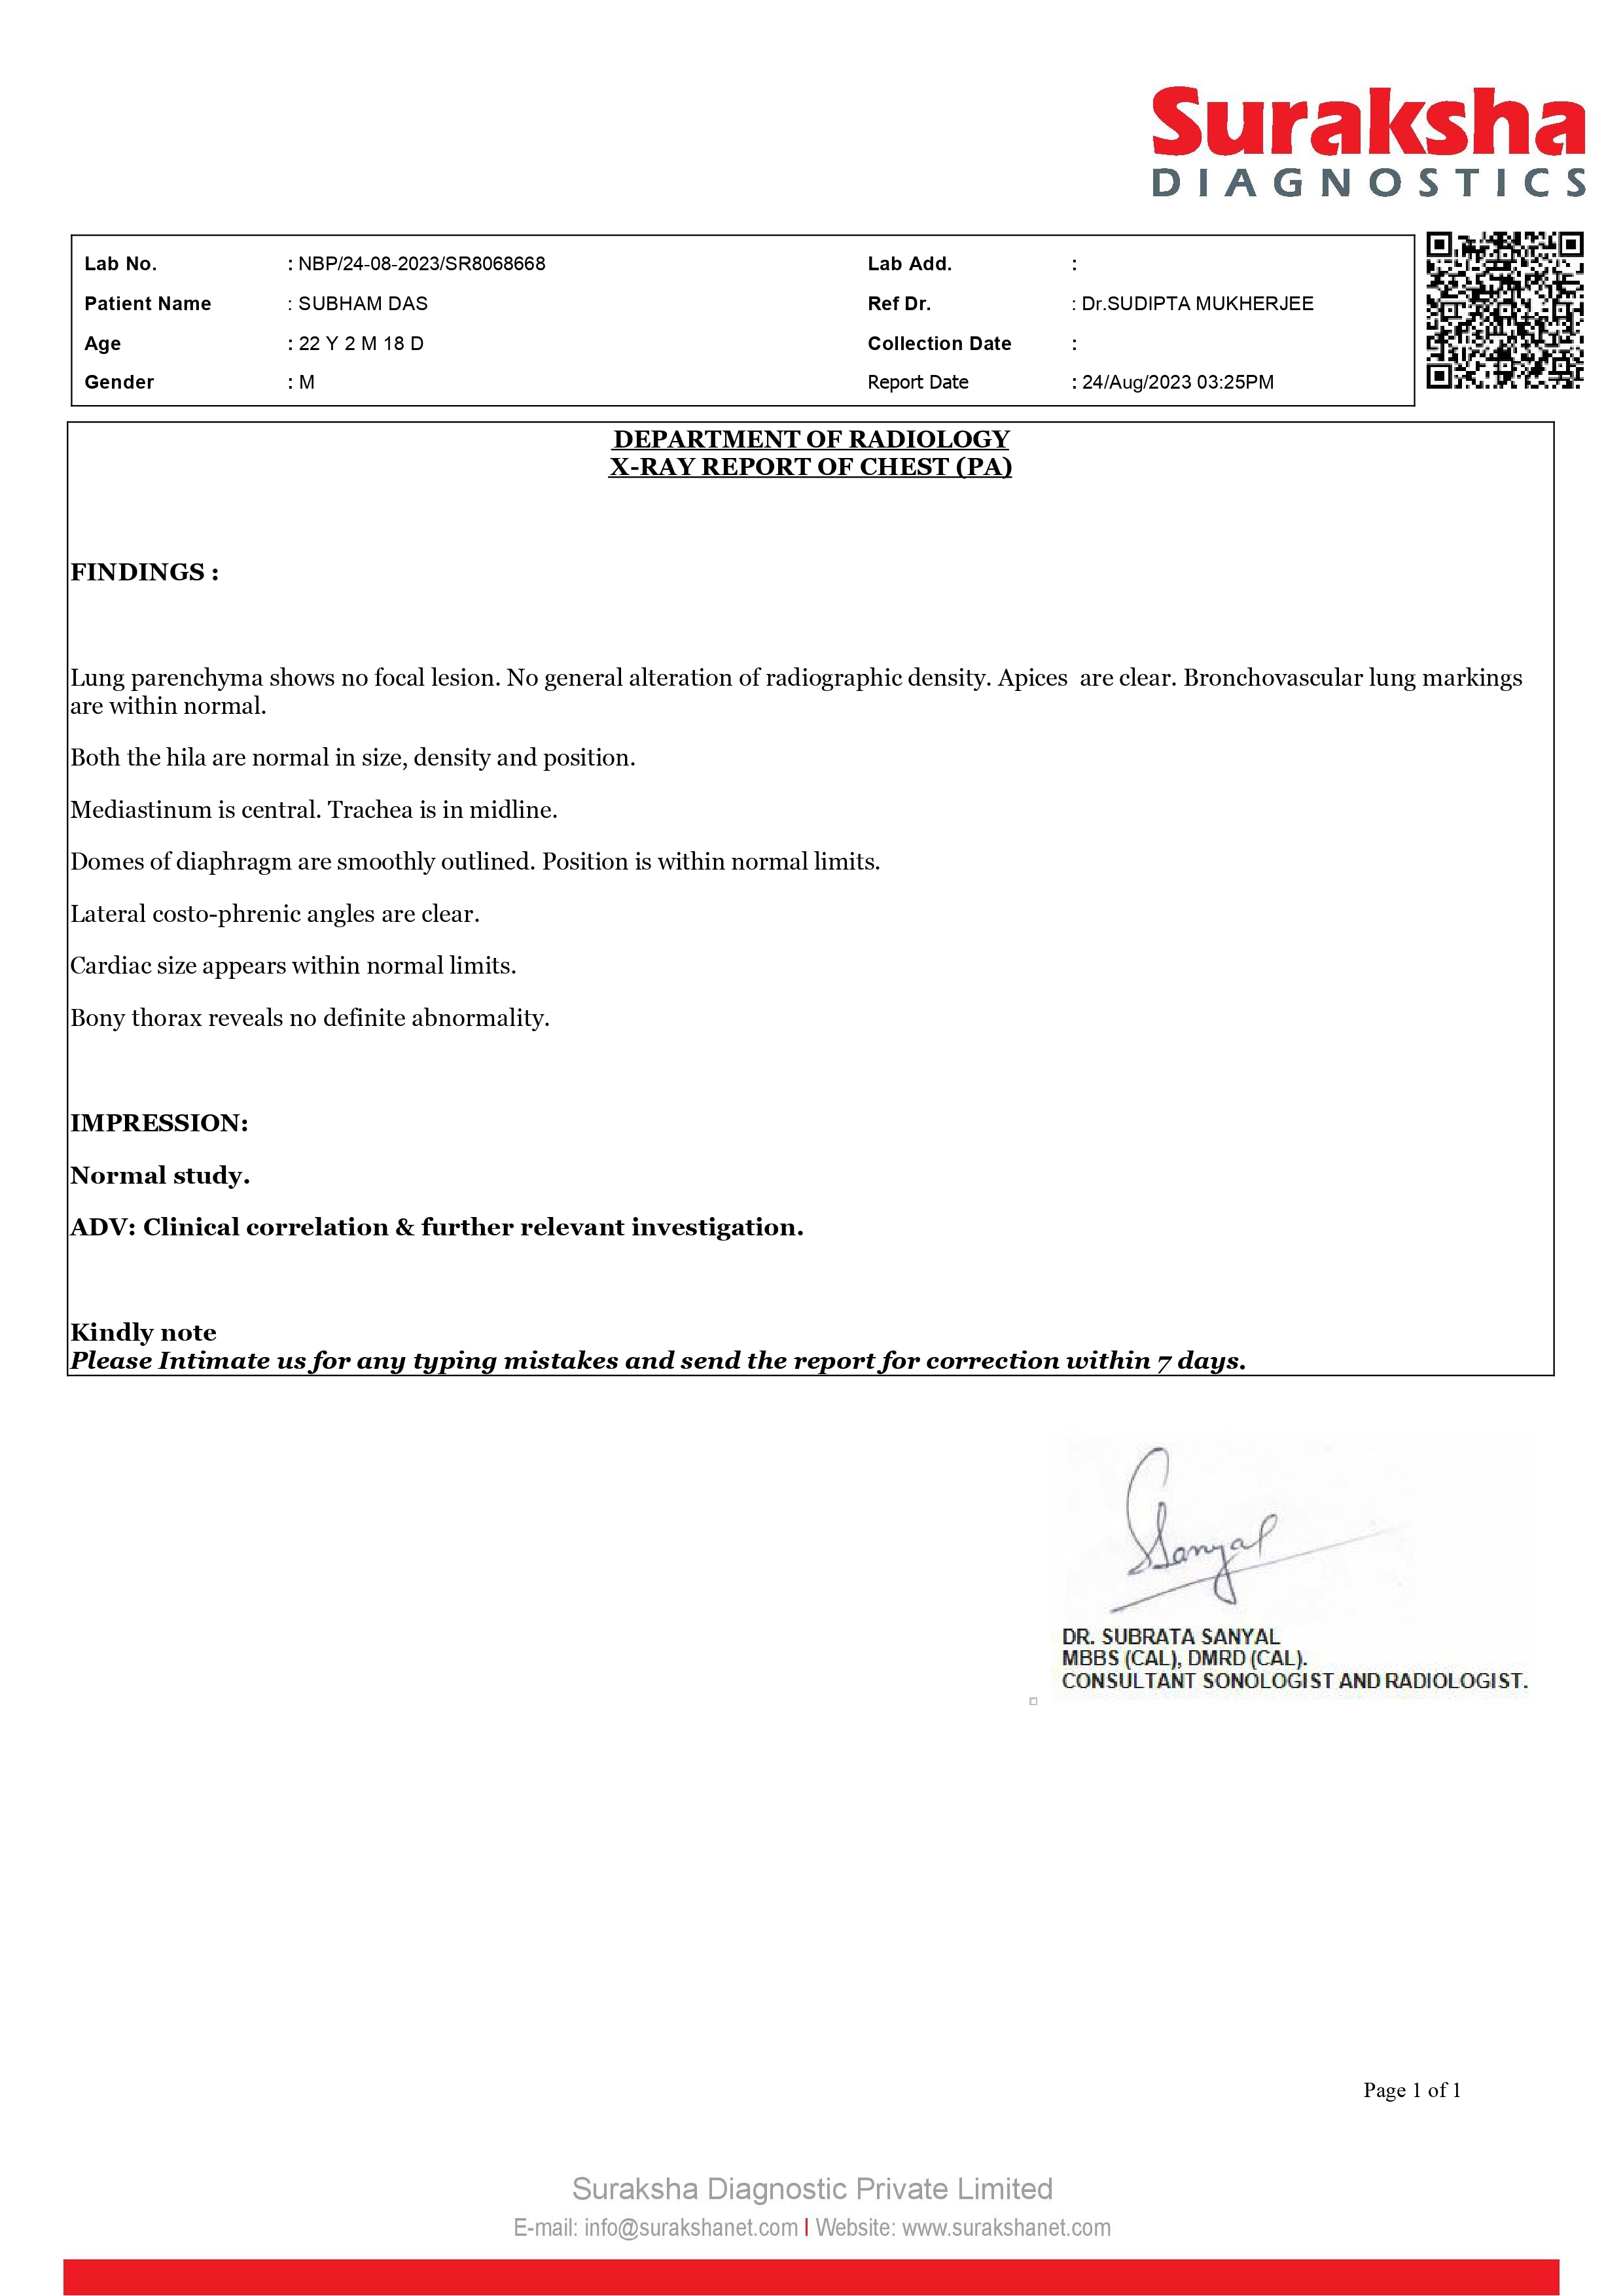 Suraksha
DIAGNOSTICS
Lab No. : NBP/24-08-2023/SR8068668 Lab Add. :
Patient Name : SUBHAM DAS Ref Dr. : Dr.SUDIPTA MUKHERJEE
Age : 22 Y 2 M 18 D Collection Date :
Gender : M Report Date : 24/Aug/2023 03:25PM
DEPARTMENT OF RADIOLOGY
X-RAY REPORT OF CHEST (PA)
FINDINGS :
Lung parenchyma shows no focal lesion. No general alteration of radiographic density. Apices are clear. Bronchovascular lung markings
are within normal.
Both the hila are normal in size, density and position.
Mediastinum is central. Trachea is in midline.
Domes of diaphragm are smoothly outlined. Position is within normal limits.
Lateral costo-phrenic angles are clear.
Cardiac size appears within normal limits.
Bony thorax reveals no definite abnormality.
IMPRESSION:
Normal study.
ADV: Clinical correlation & further relevant investigation.
Kindly note
Please Intimate us for any typing mistakes and send the report for correction within 7 days.
SSanyal
DR. SUBRATA SANYAL
MBBS (CAL), DMRD (CAL).
CONSULTANT SONOLOGIST AND RADIOLOGIST.
Page 1 of 1
Suraksha Diagnostic Private Limited
E-mail: info@surakshanet.com | Website: www.surakshanet.com